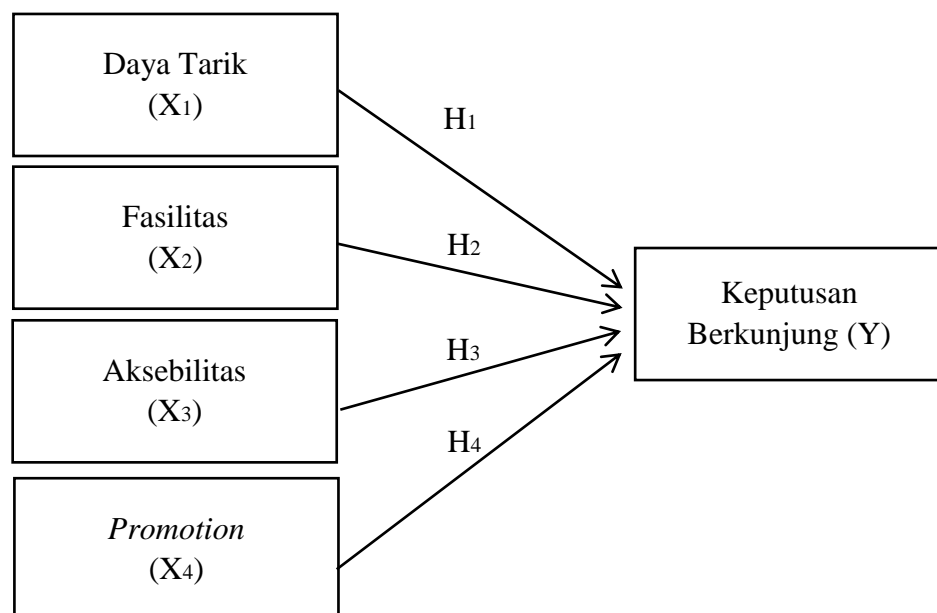 Daya Tarik
(X1)
H1
Fasilitas
(X2)
H2
Keputusan
Berkunjung (Y)
Aksebilitas
(X3)
H3
H4
Promotion
(X4)